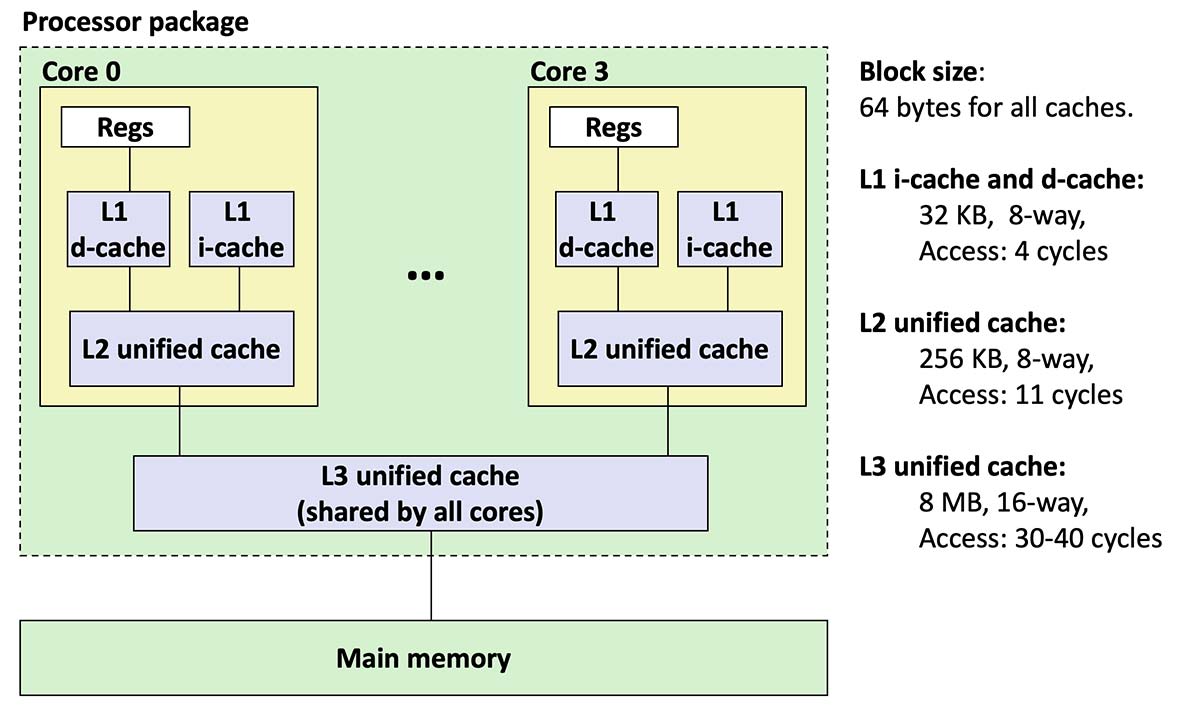 Processor package
Core 0
Regs
L1
d-cache
L1
i-cache
L2 unified cache
...
Core 3
Regs
L1
d-cache
L1
i-cache
L2 unified cache
L3 unified cache
(shared by all cores)
Main memory
Block size:
64 bytes for all caches.
L1 i-cache and d-cache:
32 KB,  8-way,
Access: 4 cycles
L2 unified cache:
256 KB, 8-way,
Access: 11 cycles
L3 unified cache:
8 MB, 16-way,
Access: 30-40 cycles